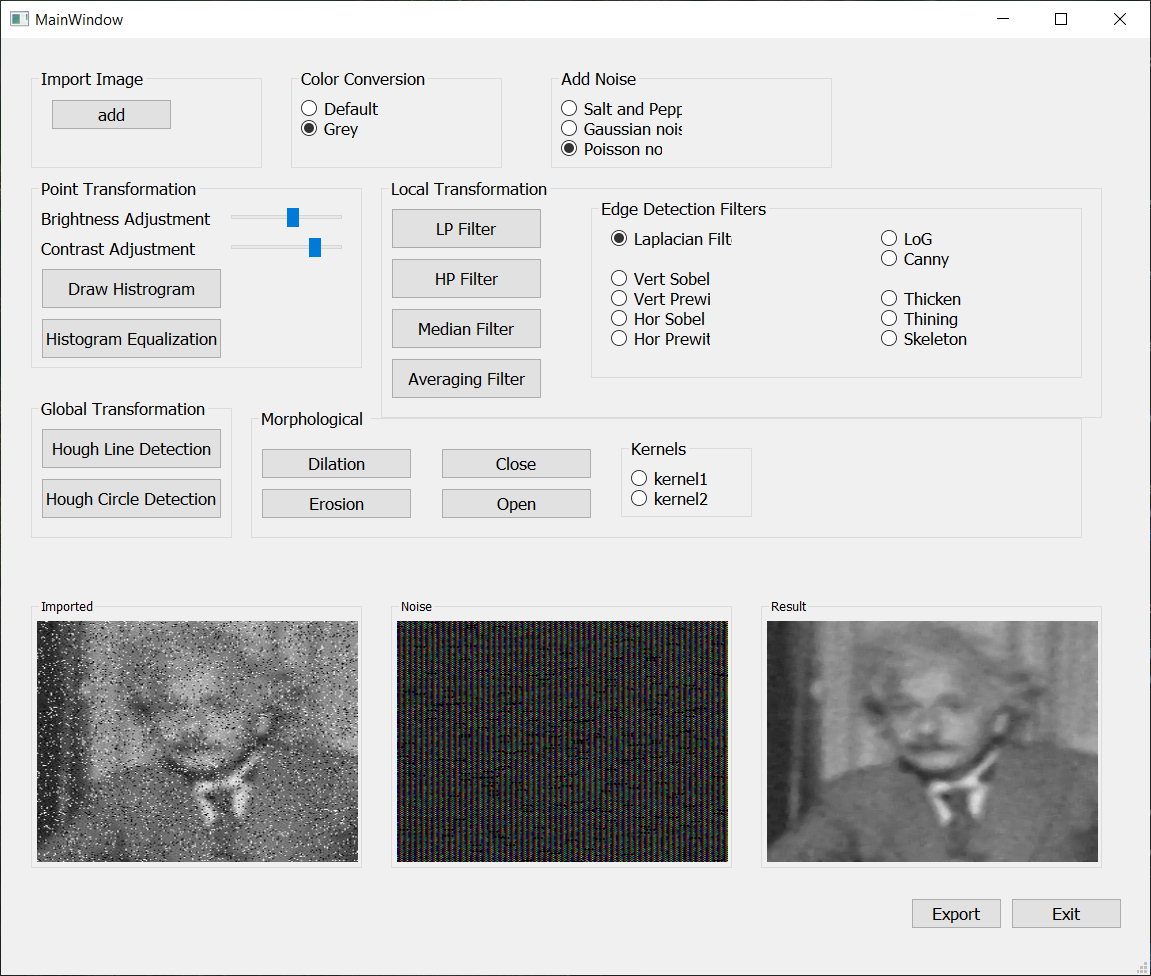 MainWindow
Import Image
add
Color Conversion
Default
Grey
Add Noise
Salt and Pepp
Gaussian nois
Poisson no
Point Transformation
Brightness Adjustment
Contrast Adjustment
Draw Histrogram
Histogram Equalization
Local Transformation
LP Filter
HP Filter
Median Filter
Averaging Filter
Edge Detection Filters
Laplacian Filt
Vert Sobel
Vert Prewi
Hor Sobel
Hor Prewit
LoG
Canny
Thicken
Thining
Skeleton
Global Transformation
Hough Line Detection
Hough Circle Detection
Morphological
Dilation
Close
Erosion
Open
Kernels
kernel1
kernel2
Imported
Noise
Result
Export
Exit